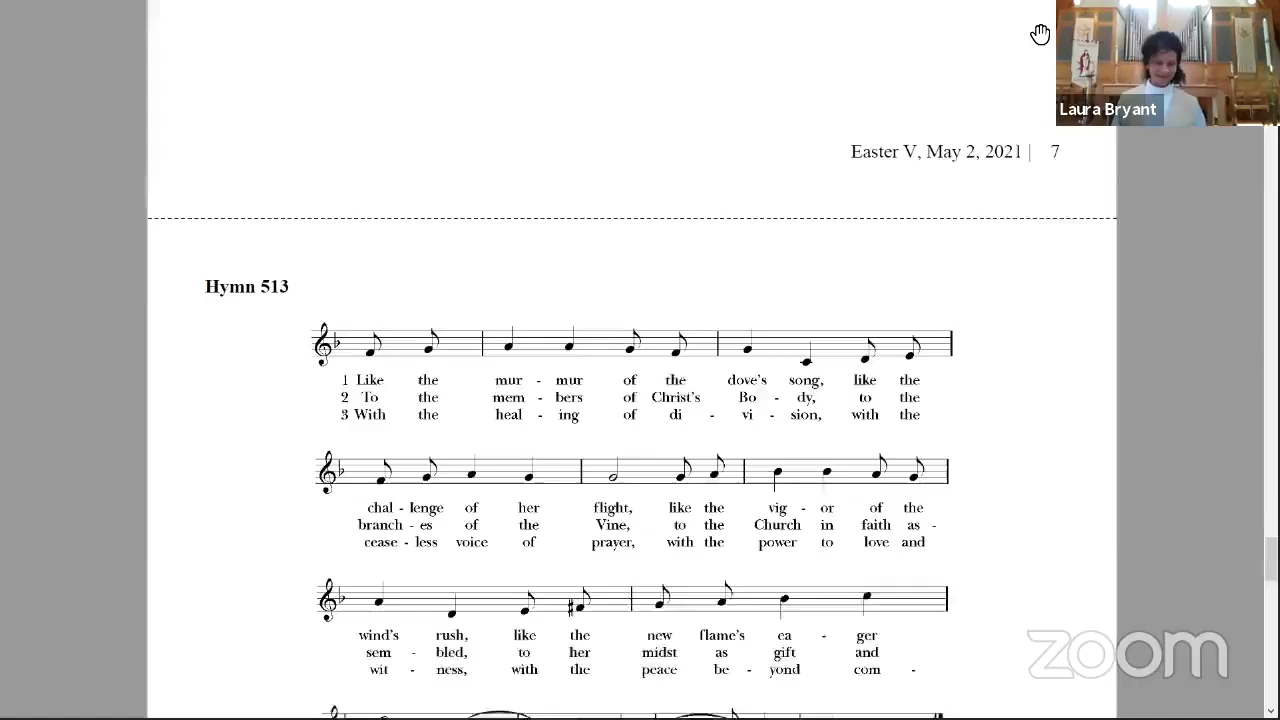 Laura Bryant
Easter V, May 2, 2021 | 7
Hymn 513
1 Like the mur - mur of the dove's song, like the
2 To the mem - bers of Christ's Bo - dy, to the
3 With the heal - ing of di - vi - sion, with the
chal - lenge of her flight, like the vig - or of the
branch - es of the Vine, to the Church in faith as -
cease - less voice of prayer, with the power to love and
wind's rush, like the new flame's ea - ger
sem - bled, to her midst as gift and
wit - ness, with the peace be - yond com -
zoom